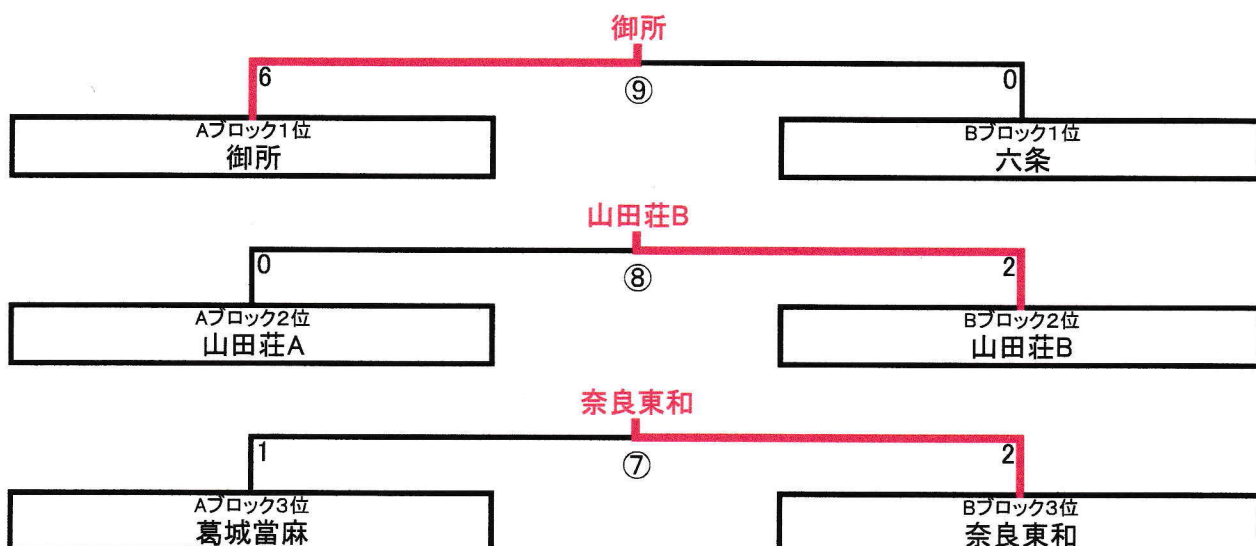 御所
6
0
⑨
Aブロック1位
御所
Bブロック1位
六条
山田荘B
0
2
⑧
Aブロック2位
山田荘A
Bブロック2位
山田荘B
奈良東和
1
2
⑦
Aブロック3位
葛城當麻
Bブロック3位
奈良東和